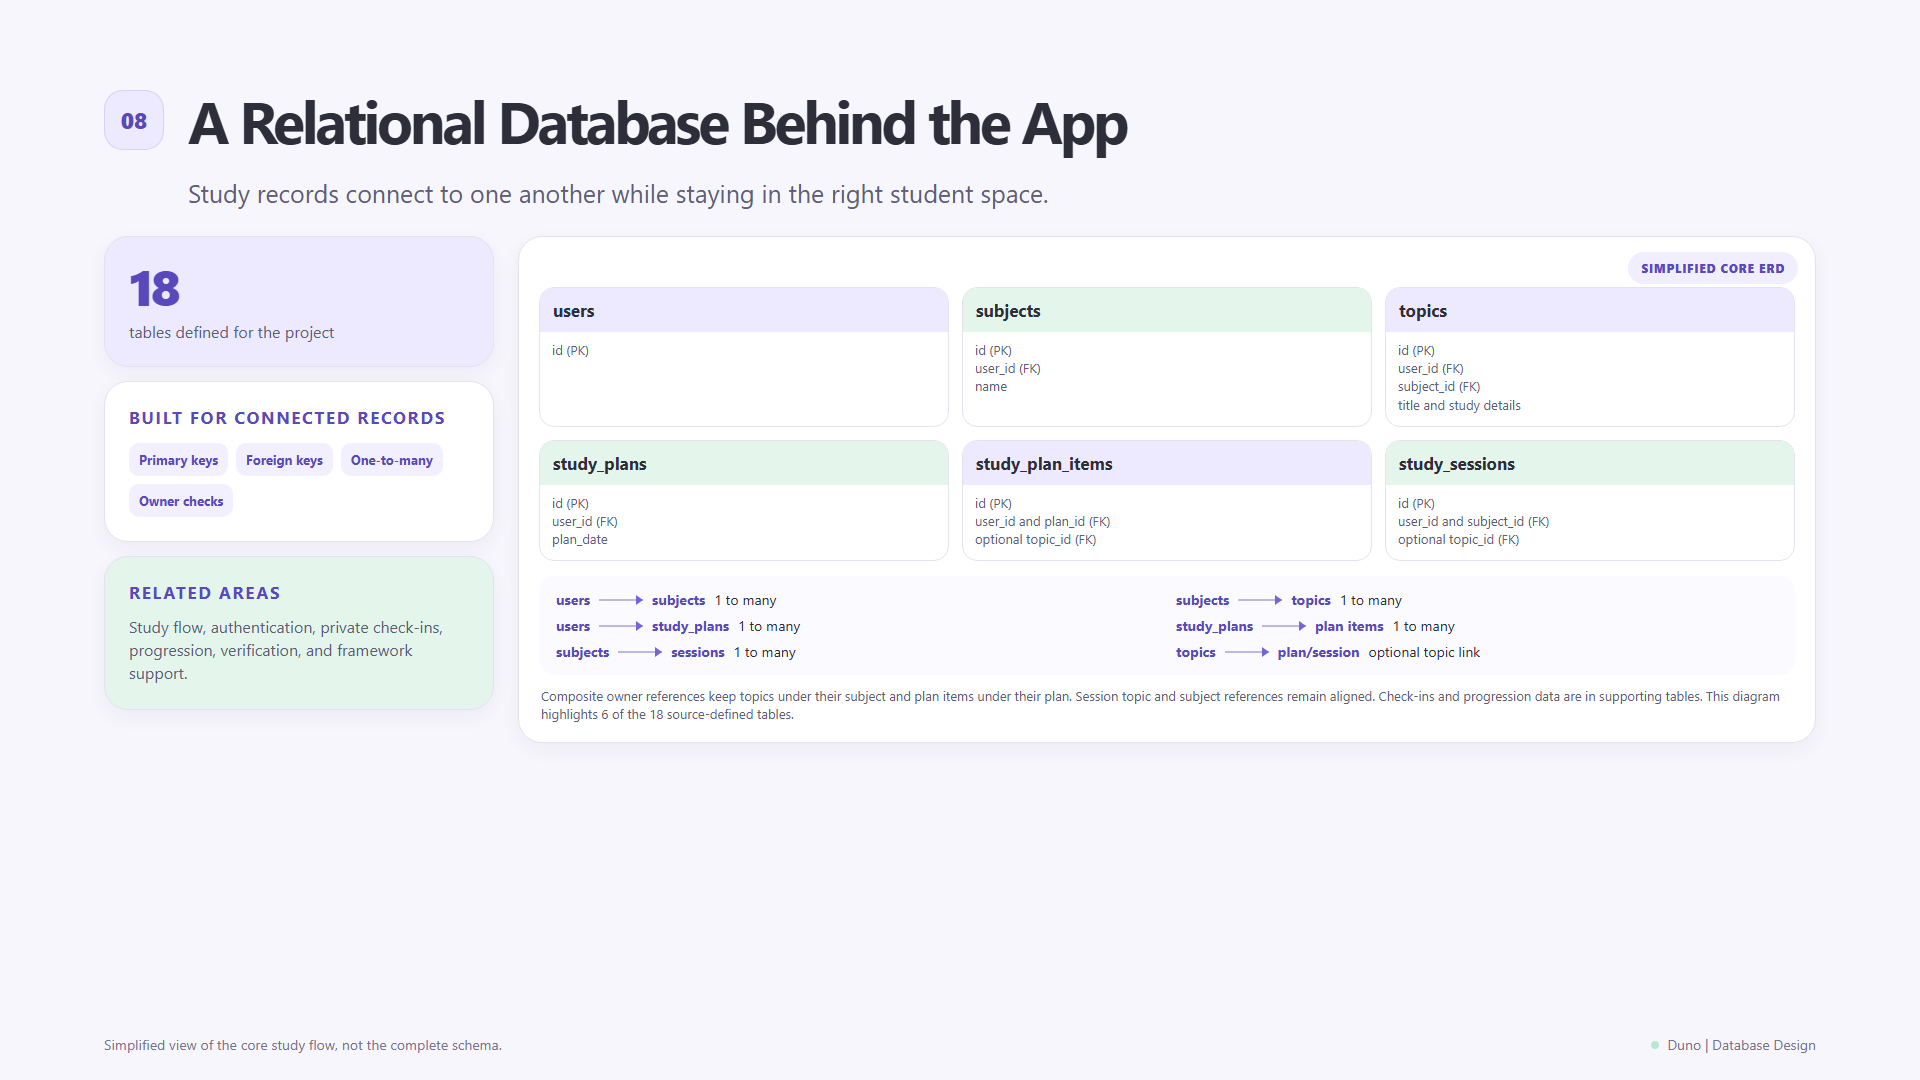 08
A Relational Database Behind the App
Study records connect to one another while staying in the right student space.
18
tables defined for the project
BUILT FOR CONNECTED RECORDS
Primary keys
Foreign keys
One-to-many
Owner checks
RELATED AREAS
Study flow, authentication, private check-ins,
progression, verification, and framework
support.
SIMPLIFIED CORE ERD
users
id (PK)
subjects
id (PK)
user_id (FK)
name
topics
id (PK)
user_id (FK)
subject_id (FK)
title and study details
study_plans
id (PK)
user_id (FK)
plan_date
study_plan_items
id (PK)
user_id and plan_id (FK)
optional topic_id (FK)
study_sessions
id (PK)
user_id and subject_id (FK)
optional topic_id (FK)
users subjects 1 to many
users study_plans 1 to many
subjects sessions 1 to many
subjects topics 1 to many
study_plans plan items 1 to many
topics plan/session optional topic link
Composite owner references keep topics under their subject and plan items under their plan. Session topic and subject references remain aligned. Check-ins and progression data are in supporting tables. This diagram
highlights 6 of the 18 source-defined tables.
Simplified view of the core study flow, not the complete schema.
Duno | Database Design